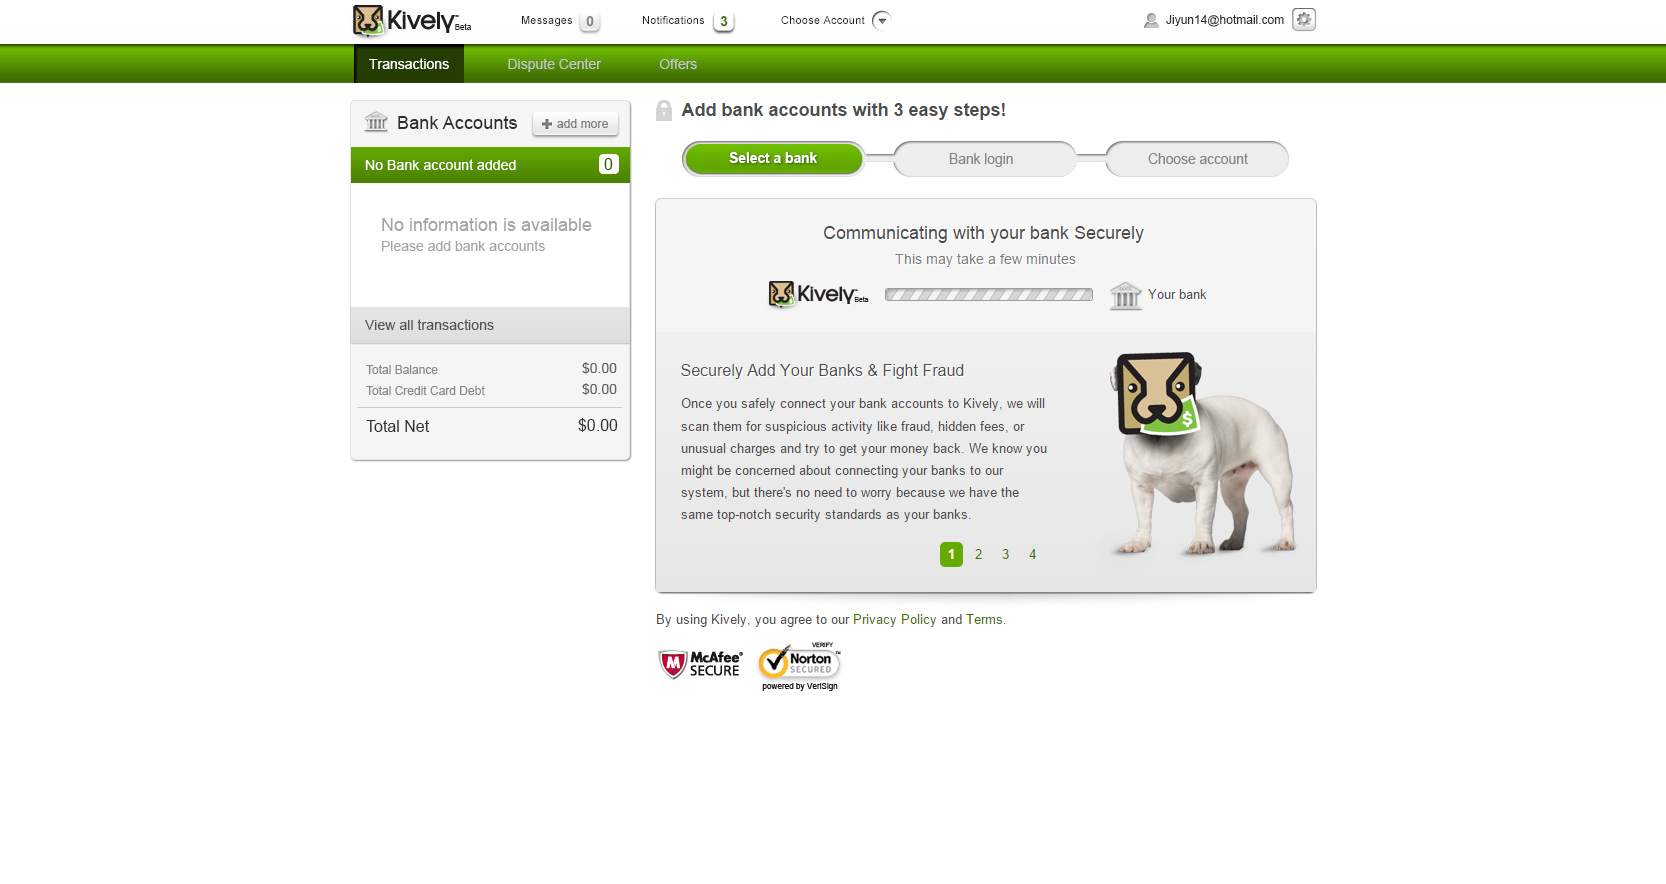 Kively™ Beta
Messages 0
Notifications 3
Choose Account
Jiyun14@hotmail.com
Transactions
Dispute Center
Offers
Bank Accounts
add more
No Bank account added 0
No information is available
Please add bank accounts
View all transactions
Total Balance $0.00
Total Credit Card Debt $0.00
Total Net $0.00
Add bank accounts with 3 easy steps!
Select a bank
Bank login
Choose account
Communicating with your bank Securely
This may take a few minutes
Kively™ Beta
Your bank
Securely Add Your Banks & Fight Fraud
Once you safely connect your bank accounts to Kively, we will
scan them for suspicious activity like fraud, hidden fees, or
unusual charges and try to get your money back. We know you
might be concerned about connecting your banks to our
system, but there's no need to worry because we have the
same top-notch security standards as your banks.
$
1 2 3 4
By using Kively, you agree to our Privacy Policy and Terms.
M McAfee®
SECURE
VERIFY
Norton™
SECURED
powered by VeriSign